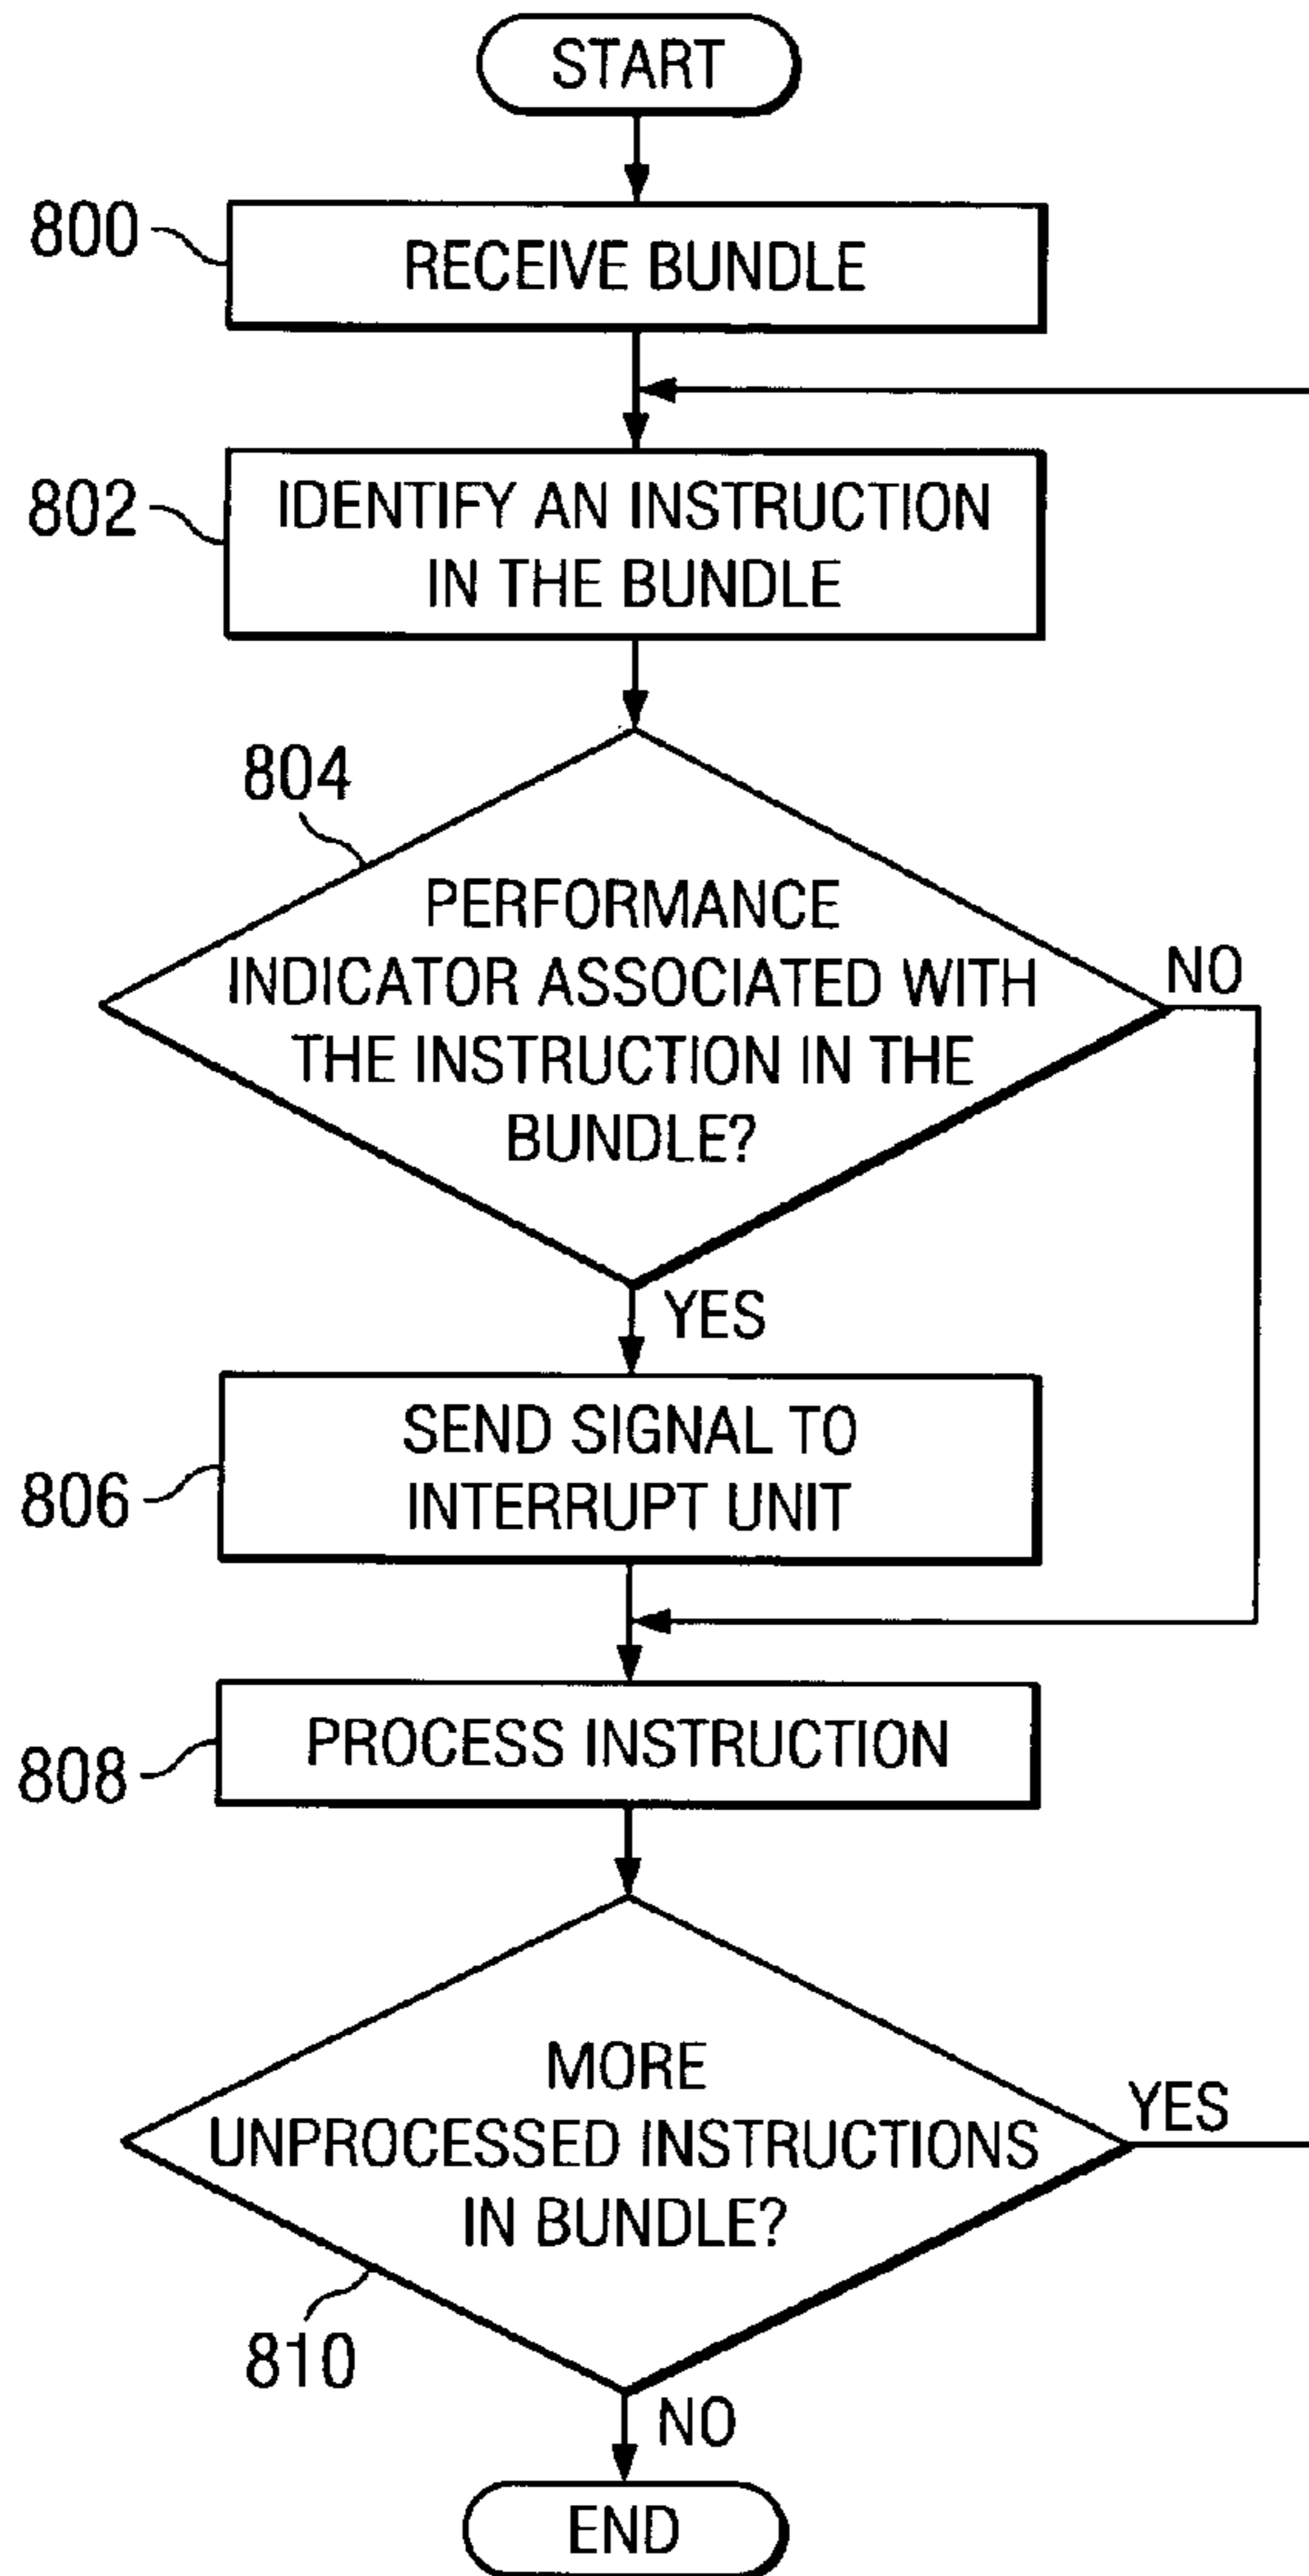 START
800
RECEIVE BUNDLE
802
IDENTIFY AN INSTRUCTION
IN THE BUNDLE
804
PERFORMANCE
INDICATOR ASSOCIATED WITH
THE INSTRUCTION IN THE
BUNDLE?
NO
YES
806
SEND SIGNAL TO
INTERRUPT UNIT
808
PROCESS INSTRUCTION
MORE
UNPROCESSED INSTRUCTIONS
IN BUNDLE?
YES
810
NO
END